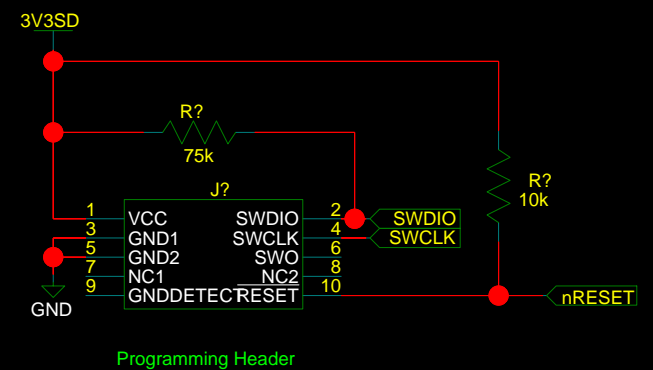 3V3SD
R?
75k
R?
10k
J?
1 VCC SWDIO 2 SWDIO
3 GND1 SWCLK 4 SWCLK
5 GND2 SWO 6
7 NC1 NC2 8
9 GNDDETECT RESET 10
GND
nRESET
Programming Header